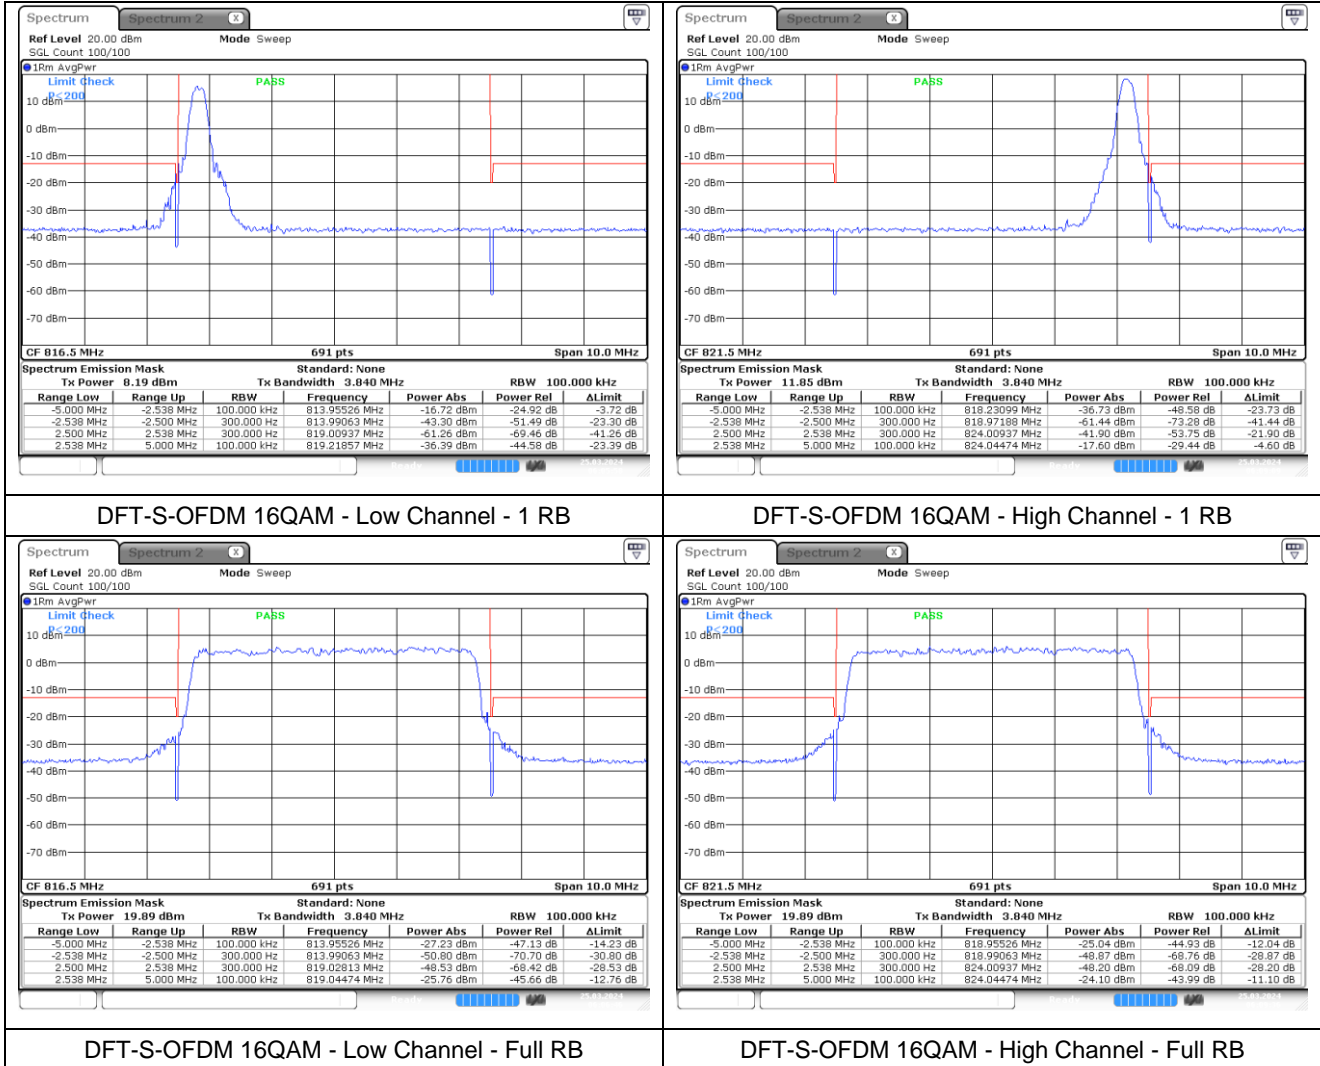 Spectrum Spectrum 2 X
Ref Level 20.00 dBm Mode Sweep
SGL Count 100/100
1Rm AvgPwr
Limit Check PASS
P<200
10 dBm
0 dBm
-10 dBm
-20 dBm
-30 dBm
-40 dBm
-50 dBm
-60 dBm
-70 dBm
CF 816.5 MHz 691 pts Span 10.0 MHz
Spectrum Emission Mask Standard: None
Tx Power 8.19 dBm Tx Bandwidth 3.840 MHz RBW 100.000 kHz
Range Low Range Up RBW Frequency Power Abs Power Rel ΔLimit
-5.000 MHz -2.538 MHz 100.000 kHz 813.95526 MHz -16.72 dBm -24.92 dB -3.72 dB
-2.538 MHz -2.500 MHz 300.000 Hz 813.99063 MHz -43.30 dBm -51.49 dB -23.30 dB
2.500 MHz 2.538 MHz 300.000 Hz 819.00937 MHz -61.26 dBm -69.46 dB -41.26 dB
2.538 MHz 5.000 MHz 100.000 kHz 819.21857 MHz -36.39 dBm -44.58 dB -23.39 dB
Ready 25.03.2024
DFT-S-OFDM 16QAM - Low Channel - 1 RB
Spectrum Spectrum 2 X
Ref Level 20.00 dBm Mode Sweep
SGL Count 100/100
1Rm AvgPwr
Limit Check PASS
P<200
10 dBm
0 dBm
-10 dBm
-20 dBm
-30 dBm
-40 dBm
-50 dBm
-60 dBm
-70 dBm
CF 821.5 MHz 691 pts Span 10.0 MHz
Spectrum Emission Mask Standard: None
Tx Power 11.85 dBm Tx Bandwidth 3.840 MHz RBW 100.000 kHz
Range Low Range Up RBW Frequency Power Abs Power Rel ΔLimit
-5.000 MHz -2.538 MHz 100.000 kHz 818.23099 MHz -36.73 dBm -48.58 dB -23.73 dB
-2.538 MHz -2.500 MHz 300.000 Hz 818.97188 MHz -61.44 dBm -73.28 dB -41.44 dB
2.500 MHz 2.538 MHz 300.000 Hz 824.00937 MHz -41.90 dBm -53.75 dB -21.90 dB
2.538 MHz 5.000 MHz 100.000 kHz 824.04474 MHz -17.60 dBm -29.44 dB -4.60 dB
Ready 25.03.2024
DFT-S-OFDM 16QAM - High Channel - 1 RB
Spectrum Spectrum 2 X
Ref Level 20.00 dBm Mode Sweep
SGL Count 100/100
1Rm AvgPwr
Limit Check PASS
P<200
10 dBm
0 dBm
-10 dBm
-20 dBm
-30 dBm
-40 dBm
-50 dBm
-60 dBm
-70 dBm
CF 816.5 MHz 691 pts Span 10.0 MHz
Spectrum Emission Mask Standard: None
Tx Power 19.89 dBm Tx Bandwidth 3.840 MHz RBW 100.000 kHz
Range Low Range Up RBW Frequency Power Abs Power Rel ΔLimit
-5.000 MHz -2.538 MHz 100.000 kHz 813.95526 MHz -27.23 dBm -47.13 dB -14.23 dB
-2.538 MHz -2.500 MHz 300.000 Hz 813.99063 MHz -50.80 dBm -70.70 dB -30.80 dB
2.500 MHz 2.538 MHz 300.000 Hz 819.02813 MHz -48.53 dBm -68.42 dB -28.53 dB
2.538 MHz 5.000 MHz 100.000 kHz 819.04474 MHz -25.76 dBm -45.66 dB -12.76 dB
Ready 25.03.2024
DFT-S-OFDM 16QAM - Low Channel - Full RB
Spectrum Spectrum 2 X
Ref Level 20.00 dBm Mode Sweep
SGL Count 100/100
1Rm AvgPwr
Limit Check PASS
P<200
10 dBm
0 dBm
-10 dBm
-20 dBm
-30 dBm
-40 dBm
-50 dBm
-60 dBm
-70 dBm
CF 821.5 MHz 691 pts Span 10.0 MHz
Spectrum Emission Mask Standard: None
Tx Power 19.89 dBm Tx Bandwidth 3.840 MHz RBW 100.000 kHz
Range Low Range Up RBW Frequency Power Abs Power Rel ΔLimit
-5.000 MHz -2.538 MHz 100.000 kHz 818.95526 MHz -25.04 dBm -44.93 dB -12.04 dB
-2.538 MHz -2.500 MHz 300.000 Hz 818.99063 MHz -48.87 dBm -68.76 dB -28.87 dB
2.500 MHz 2.538 MHz 300.000 Hz 824.00937 MHz -48.20 dBm -68.09 dB -28.20 dB
2.538 MHz 5.000 MHz 100.000 kHz 824.04474 MHz -24.10 dBm -43.99 dB -11.10 dB
Ready 25.03.2024
DFT-S-OFDM 16QAM - High Channel - Full RB